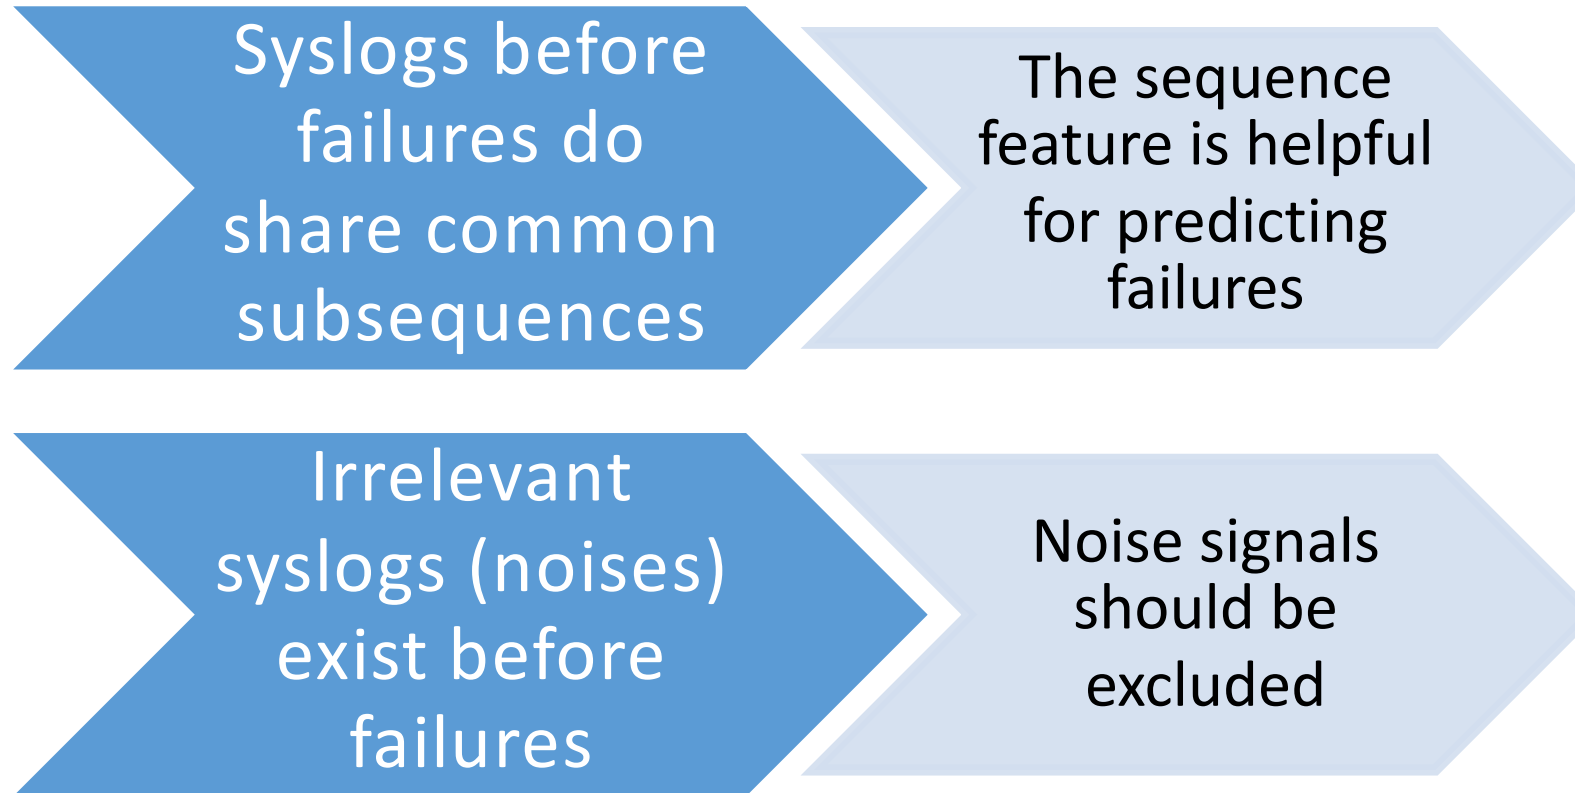 Syslogs before
failures do
share common
subsequences
The sequence
feature is helpful
for predicting
failures
Irrelevant
syslogs (noises)
exist before
failures
Noise signals
should be
excluded